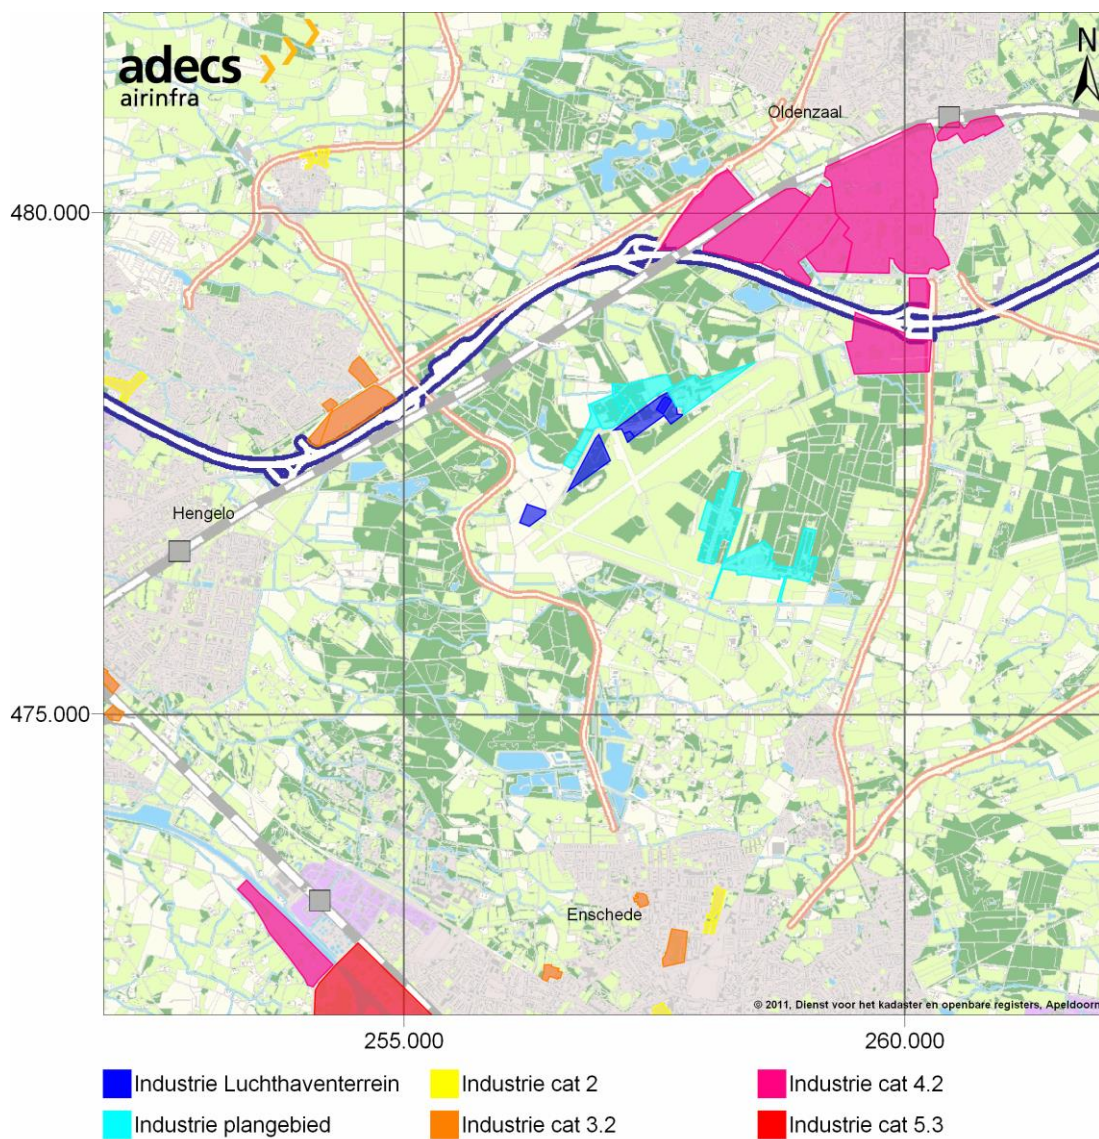 adecs
airinfra
N
Oldenzaal
480.000
Hengelo
475.000
Enschede
© 2011, Dienst voor het kadaster en openbare registers, Apeldoorn
255.000
260.000
Industrie Luchthaventerrein
Industrie cat 2
Industrie cat 4.2
Industrie plangebied
Industrie cat 3.2
Industrie cat 5.3